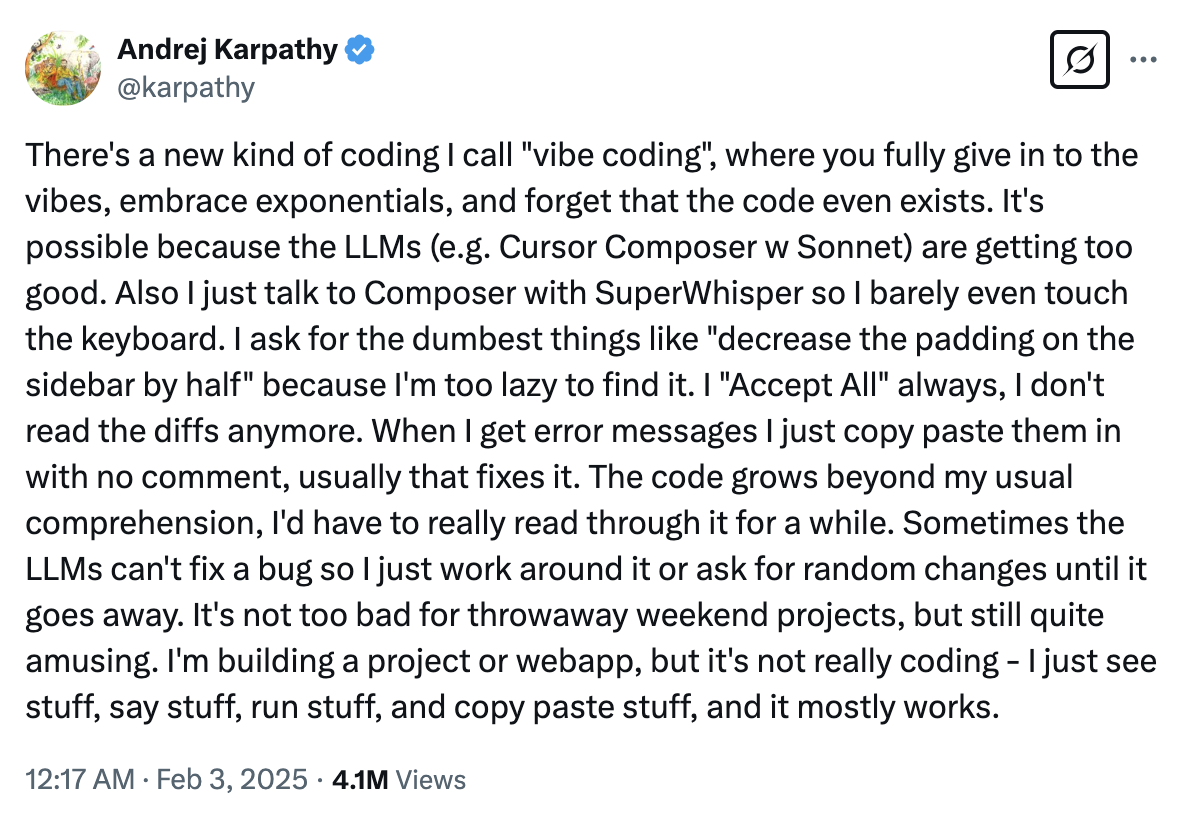 Andrej Karpathy
@karpathy
There's a new kind of coding I call "vibe coding", where you fully give in to the
vibes, embrace exponentials, and forget that the code even exists. It's
possible because the LLMs (e.g. Cursor Composer w Sonnet) are getting too
good. Also I just talk to Composer with SuperWhisper so I barely even touch
the keyboard. I ask for the dumbest things like "decrease the padding on the
sidebar by half" because I'm too lazy to find it. I "Accept All" always, I don't
read the diffs anymore. When I get error messages I just copy paste them in
with no comment, usually that fixes it. The code grows beyond my usual
comprehension, I'd have to really read through it for a while. Sometimes the
LLMs can't fix a bug so I just work around it or ask for random changes until it
goes away. It's not too bad for throwaway weekend projects, but still quite
amusing. I'm building a project or webapp, but it's not really coding - I just see
stuff, say stuff, run stuff, and copy paste stuff, and it mostly works.
12:17 AM · Feb 3, 2025 · 4.1M Views